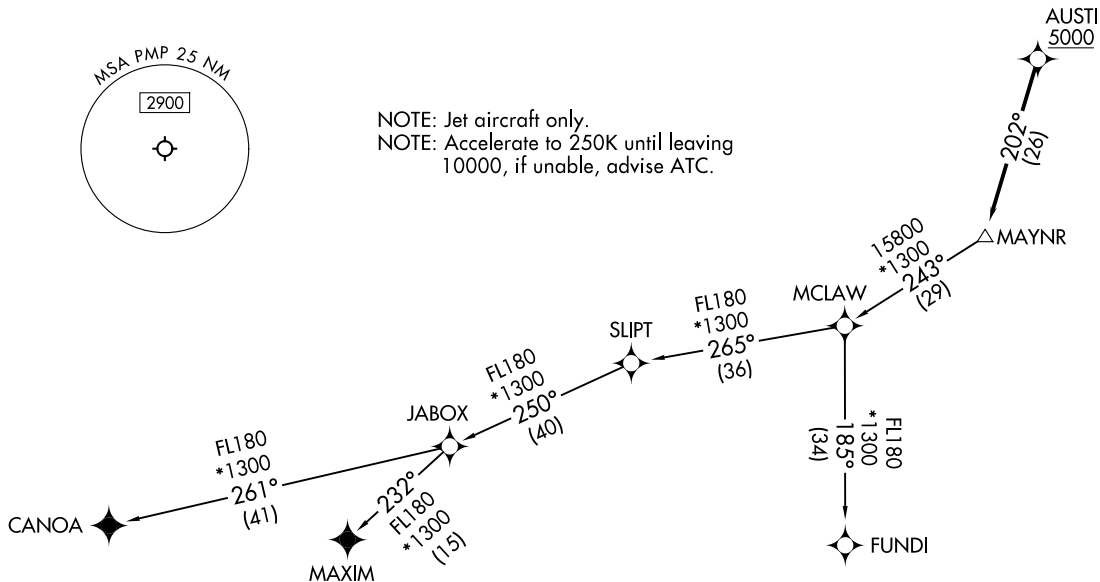 AUSTI
5000
MSA PMP 25 NM
2900
NOTE: Jet aircraft only.
NOTE: Accelerate to 250K until leaving
10000, if unable, advise ATC.
202°
(26)
MAYNR
15800
*1300
243°
(29)
MCLAW
FL180
*1300
265°
(36)
SLIPT
FL180
*1300
250°
(40)
JABOX
FL180
*1300
185°
(34)
FL180
*1300
261°
(41)
232°
FL180
*1300
(15)
CANOA
MAXIM
FUNDI